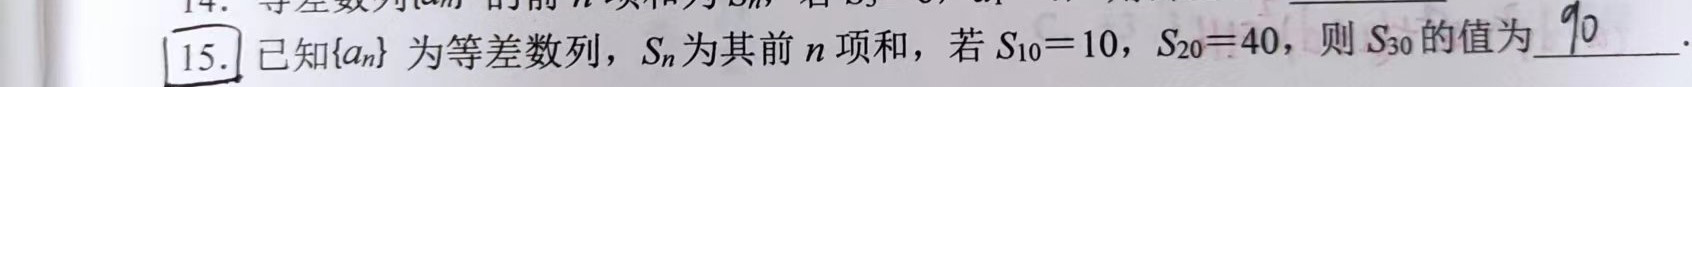 15. 已知{aₙ} 为等差数列，Sₙ为其前 n 项和，若 S₁₀=10，S₂₀=40，则 S₃₀ 的值为 90 .